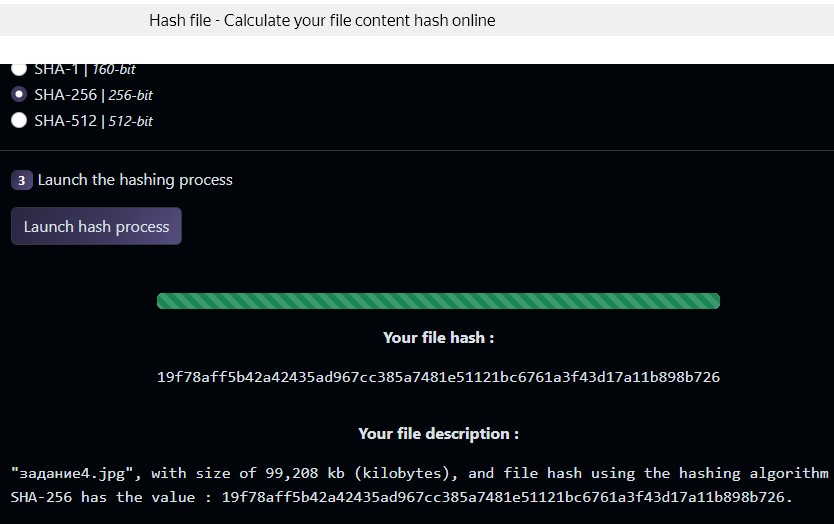 Hash file - Calculate your file content hash online
SHA-1 | 160-bit
SHA-256 | 256-bit
SHA-512 | 512-bit
3 Launch the hashing process
Launch hash process
Your file hash :
19f78aff5b42a42435ad967cc385a7481e51121bc6761a3f43d17a11b898b726
Your file description :
"задание4.jpg", with size of 99,208 kb (kilobytes), and file hash using the hashing algorithm
SHA-256 has the value : 19f78aff5b42a42435ad967cc385a7481e51121bc6761a3f43d17a11b898b726.